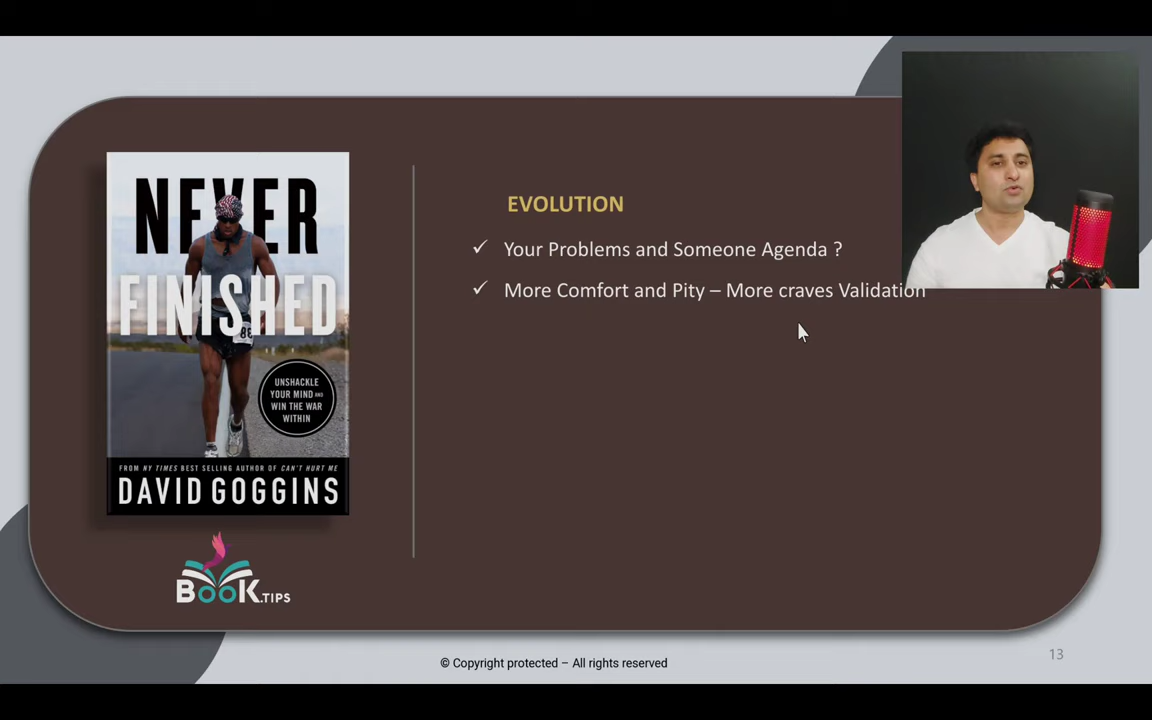 NEVER
FINISHED
UNSHACKLE
YOUR MIND AND
WIN THE WAR
WITHIN
FROM NY TIMES BEST SELLING AUTHOR OF CAN'T HURT ME
DAVID GOGGINS
BOOK.TIPS
EVOLUTION
✓ Your Problems and Someone Agenda ?
✓ More Comfort and Pity – More craves Validation
© Copyright protected – All rights reserved
13